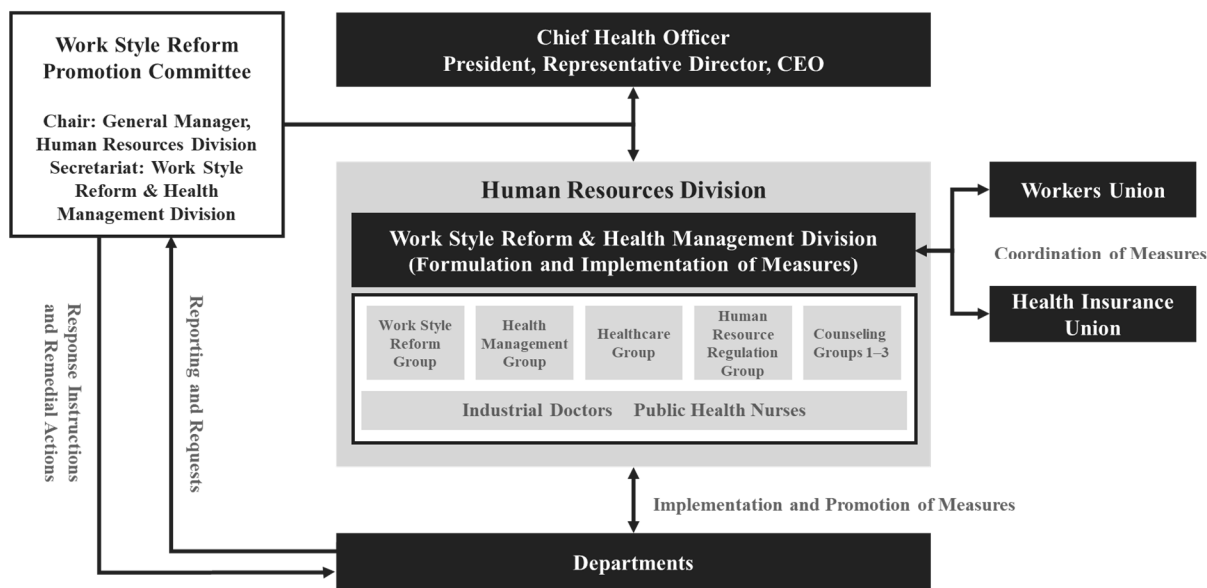 Work Style Reform
Promotion Committee
Chair: General Manager,
Human Resources Division
Secretariat: Work Style
Reform & Health
Management Division
Chief Health Officer
President, Representative Director, CEO
Human Resources Division
Work Style Reform & Health Management Division
(Formulation and Implementation of Measures)
Work Style
Reform
Group
Health
Management
Group
Healthcare
Group
Human
Resource
Regulation
Group
Counseling
Groups 1–3
Industrial Doctors Public Health Nurses
Workers Union
Coordination of Measures
Health Insurance
Union
Response Instructions
and Remedial Actions
Reporting and Requests
Implementation and Promotion of Measures
Departments